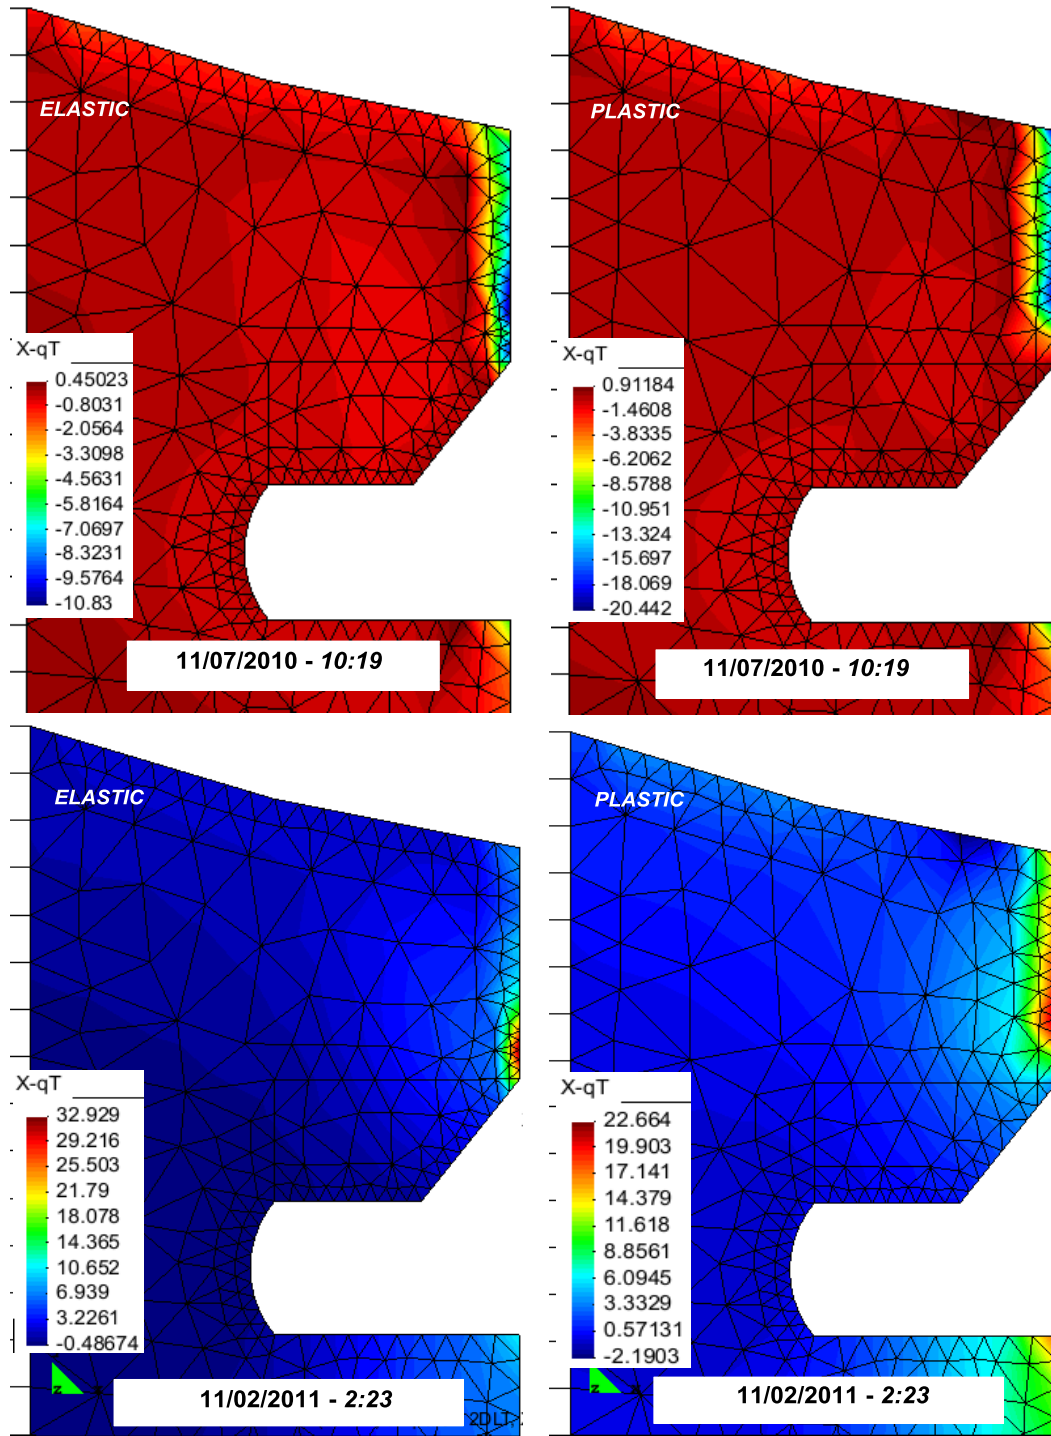 ELASTIC
X-qT
0.45023
-0.8031
-2.0564
-3.3098
-4.5631
-5.8164
-7.0697
-8.3231
-9.5764
-10.83
11/07/2010 - 10:19
PLASTIC
X-qT
0.91184
-1.4608
-3.8335
-6.2062
-8.5788
-10.951
-13.324
-15.697
-18.069
-20.442
11/07/2010 - 10:19
ELASTIC
X-qT
32.929
29.216
25.503
21.79
18.078
14.365
10.652
6.939
3.2261
-0.48674
z
11/02/2011 - 2:23
PLASTIC
X-qT
22.664
19.903
17.141
14.379
11.618
8.8561
6.0945
3.3329
0.57131
-2.1903
z
11/02/2011 - 2:23